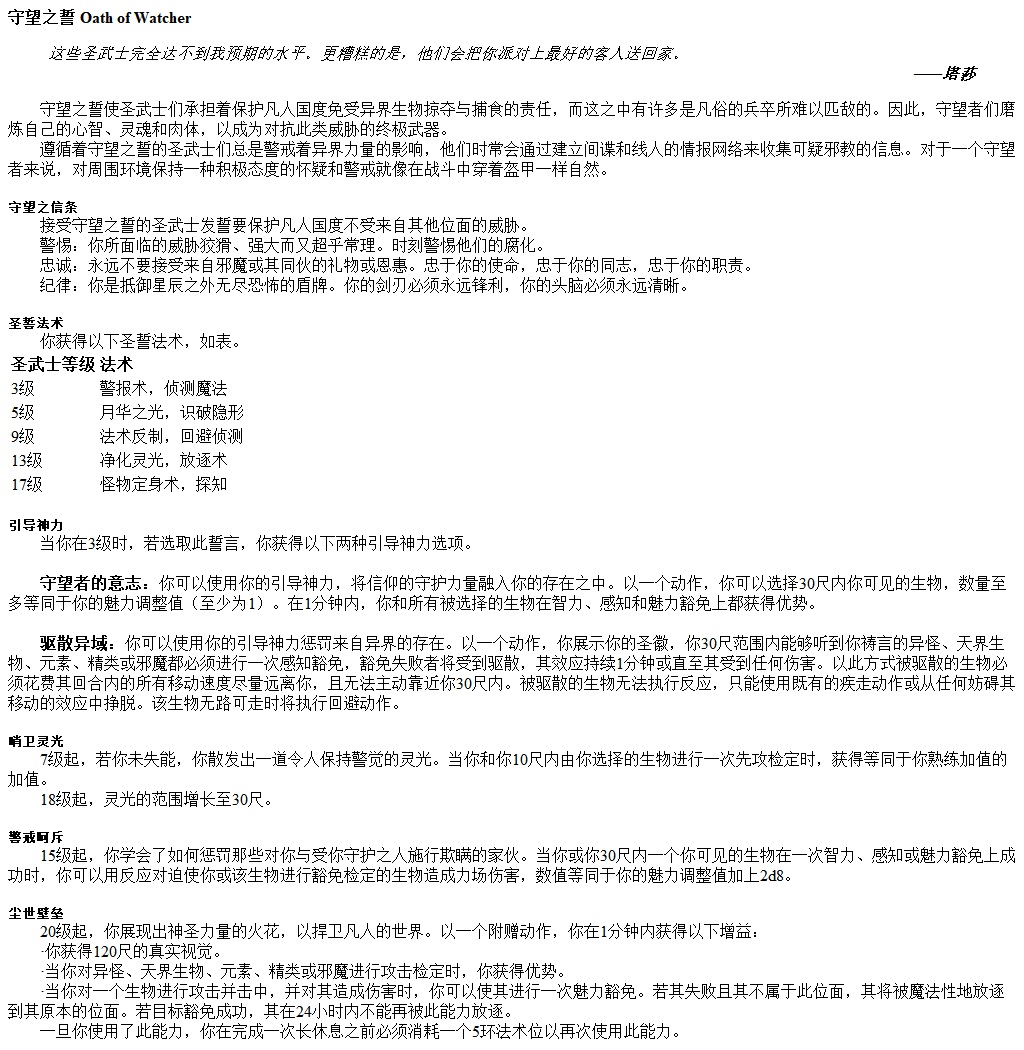 守望之誓 Oath of Watcher
这些圣武士完全达不到我预期的水平。更糟糕的是，他们会把你派对上最好的客人送回家。
——塔莎
守望之誓使圣武士们承担着保护凡人国度免受异界生物掠夺与捕食的责任，而这之中有许多是凡俗的兵卒所难以匹敌的。因此，守望者们磨
炼自己的心智、灵魂和肉体，以成为对抗此类威胁的终极武器。
遵循着守望之誓的圣武士们总是警戒着异界力量的影响，他们时常会通过建立间谍和线人的情报网络来收集可疑邪教的信息。对于一个守望
者来说，对周围环境保持一种积极态度的怀疑和警戒就像在战斗中穿着盔甲一样自然。
守望之信条
接受守望之誓的圣武士发誓要保护凡人国度不受来自其他位面的威胁。
警惕：你所面临的威胁狡猾、强大而又超乎常理。时刻警惕他们的腐化。
忠诚：永远不要接受来自邪魔或其同伙的礼物或恩惠。忠于你的使命，忠于你的同志，忠于你的职责。
纪律：你是抵御星辰之外无尽恐怖的盾牌。你的剑刃必须永远锋利，你的头脑必须永远清晰。
圣誓法术
你获得以下圣誓法术，如表。
圣武士等级 法术
3级 警报术，侦测魔法
5级 月华之光，识破隐形
9级 法术反制，回避侦测
13级 净化灵光，放逐术
17级 怪物定身术，探知
引导神力
当你在3级时，若选取此誓言，你获得以下两种引导神力选项。
守望者的意志：你可以使用你的引导神力，将信仰的守护力量融入你的存在之中。以一个动作，你可以选择30尺内你可见的生物，数量至
多等同于你的魅力调整值（至少为1）。在1分钟内，你和所有被选择的生物在智力、感知和魅力豁免上都获得优势。
驱散异域：你可以使用你的引导神力惩罚来自异界的存在。以一个动作，你展示你的圣徽，你30尺范围内能够听到你祷言的异怪、天界生
物、元素、精类或邪魔都必须进行一次感知豁免，豁免失败者将受到驱散，其效应持续1分钟或直至其受到任何伤害。以此方式被驱散的生物必
须花费其回合内的所有移动速度尽量远离你，且无法主动靠近你30尺内。被驱散的生物无法执行反应，只能使用既有的疾走动作或从任何妨碍其
移动的效应中挣脱。该生物无路可走时将执行回避动作。
哨卫灵光
7级起，若你未失能，你散发出一道令人保持警觉的灵光。当你和你10尺内由你选择的生物进行一次先攻检定时，获得等同于你熟练加值的
加值。
18级起，灵光的范围增长至30尺。
警戒呵斥
15级起，你学会了如何惩罚那些对你与受你守护之人施行欺瞒的家伙。当你或你30尺内一个你可见的生物在一次智力、感知或魅力豁免上成
功时，你可以用反应对迫使你或该生物进行豁免检定的生物造成力场伤害，数值等同于你的魅力调整值加上2d8。
尘世壁垒
20级起，你展现出神圣力量的火花，以捍卫凡人的世界。以一个附赠动作，你在1分钟内获得以下增益：
·你获得120尺的真实视觉。
·当你对异怪、天界生物、元素、精类或邪魔进行攻击检定时，你获得优势。
·当你对一个生物进行攻击并击中，并对其造成伤害时，你可以使其进行一次魅力豁免。若其失败且其不属于此位面，其将被魔法性地放逐
到其原本的位面。若目标豁免成功，其在24小时内不能再被此能力放逐。
一旦你使用了此能力，你在完成一次长休息之前必须消耗一个5环法术位以再次使用此能力。